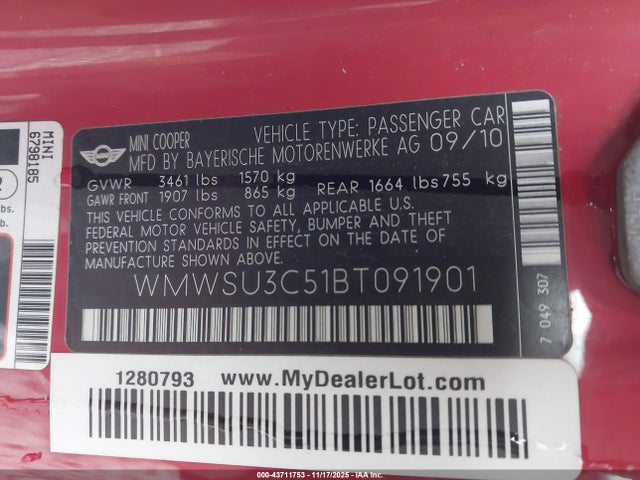 MINI
6798185
lbs.
MINI COOPER
VEHICLE TYPE: PASSENGER CAR
MFD BY BAYERISCHE MOTORENWERKE AG 09/10
GVWR 3461 lbs 1570 kg
GAWR FRONT 1907 lbs 865 kg REAR 1664 lbs 755 kg
THIS VEHICLE CONFORMS TO ALL APPLICABLE U.S.
FEDERAL MOTOR VEHICLE SAFETY, BUMPER AND THEFT
PREVENTION STANDARDS IN EFFECT ON THE DATE OF
MANUFACTURE SHOWN ABOVE.
WMWSU3C51BT091901
7 049 307
1280793 www.MyDealerLot.com
000-43711753 - 11/17/2025 - IAA Inc.